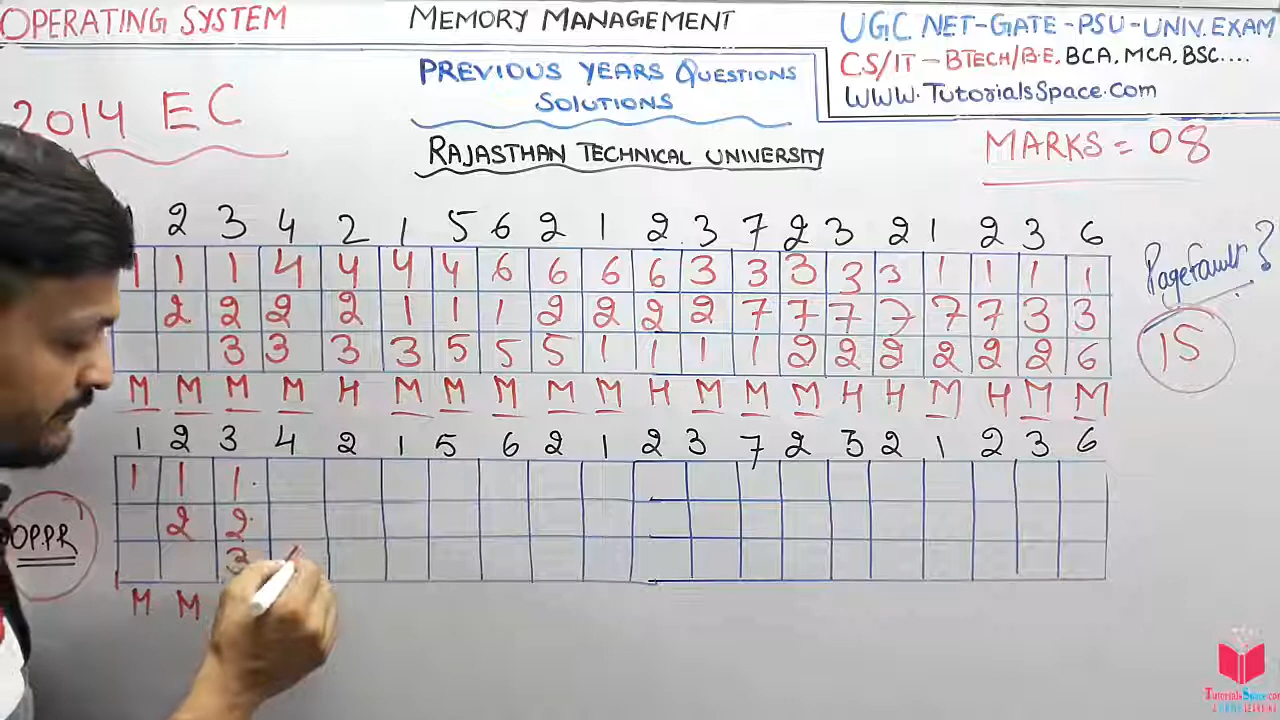 OPERATING SYSTEM
MEMORY MANAGEMENT
UGC NET-GATE-PSU-UNIV. EXAM
CS/IT - BTECH/B.E, BCA, MCA, BSC....
WWW.TutorialsSpace.Com
PREVIOUS YEARS QUESTIONS
SOLUTIONS
2014 EC
RAJASTHAN TECHNICAL UNIVERSITY
MARKS = 08
1 2 3 4 2 1 5 6 2 1 2 3 7 2 3 2 1 2 3 6
1 1 1 4 4 4 4 6 6 6 6 3 3 3 3 3 1 1 1 1
2 2 2 2 1 1 1 2 2 2 2 7 7 7 7 7 7 3 3
3 3 3 3 5 5 5 1 1 1 1 2 2 2 2 2 2 6
M M M M H M M M M M H M M M H H M H M M
Pagefault?
15
1 2 3 4 2 1 5 6 2 1 2 3 7 2 3 2 1 2 3 6
1 1 1
2 2
3
OPPR
M M
TutorialsSpace.com